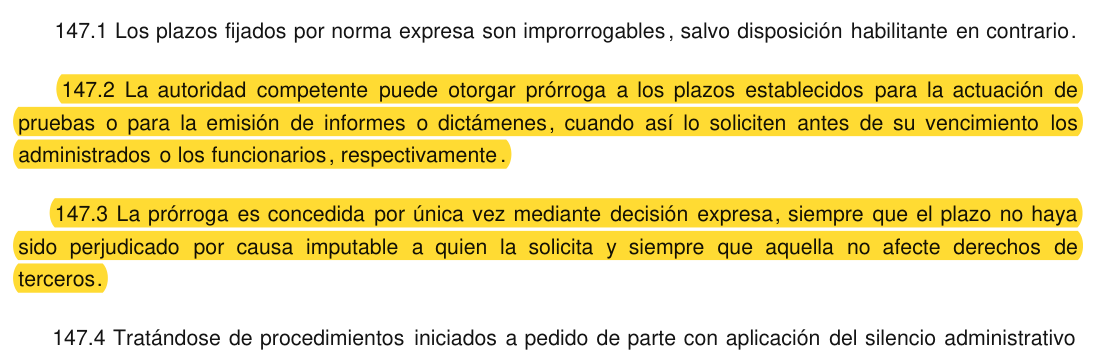 147.1 Los plazos fijados por norma expresa son improrrogables, salvo disposición habilitante en contrario.
147.2 La autoridad competente puede otorgar prórroga a los plazos establecidos para la actuación de
pruebas o para la emisión de informes o dictámenes, cuando así lo soliciten antes de su vencimiento los
administrados o los funcionarios, respectivamente.
147.3 La prórroga es concedida por única vez mediante decisión expresa, siempre que el plazo no haya
sido perjudicado por causa imputable a quien la solicita y siempre que aquella no afecte derechos de
terceros.
147.4 Tratándose de procedimientos iniciados a pedido de parte con aplicación del silencio administrativo